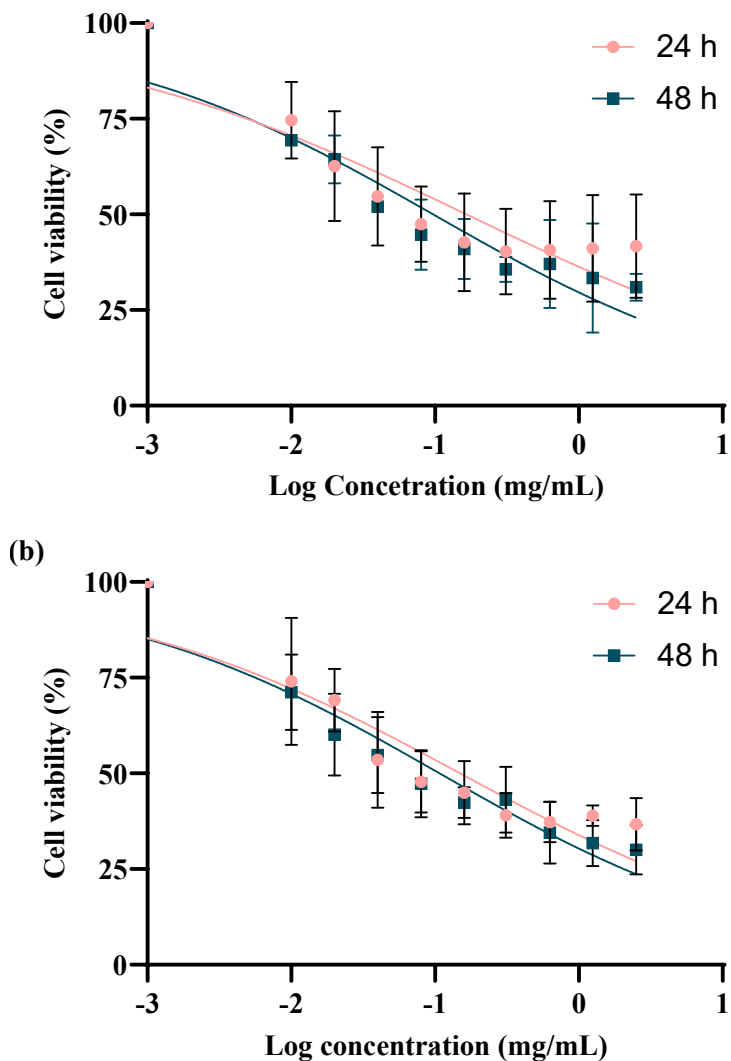 100
75
50
25
0
Cell viability (%)
24 h
48 h
-3 -2 -1 0 1
Log Concetration (mg/mL)
(b)
100
75
50
25
0
Cell viability (%)
24 h
48 h
-3 -2 -1 0 1
Log concentration (mg/mL)